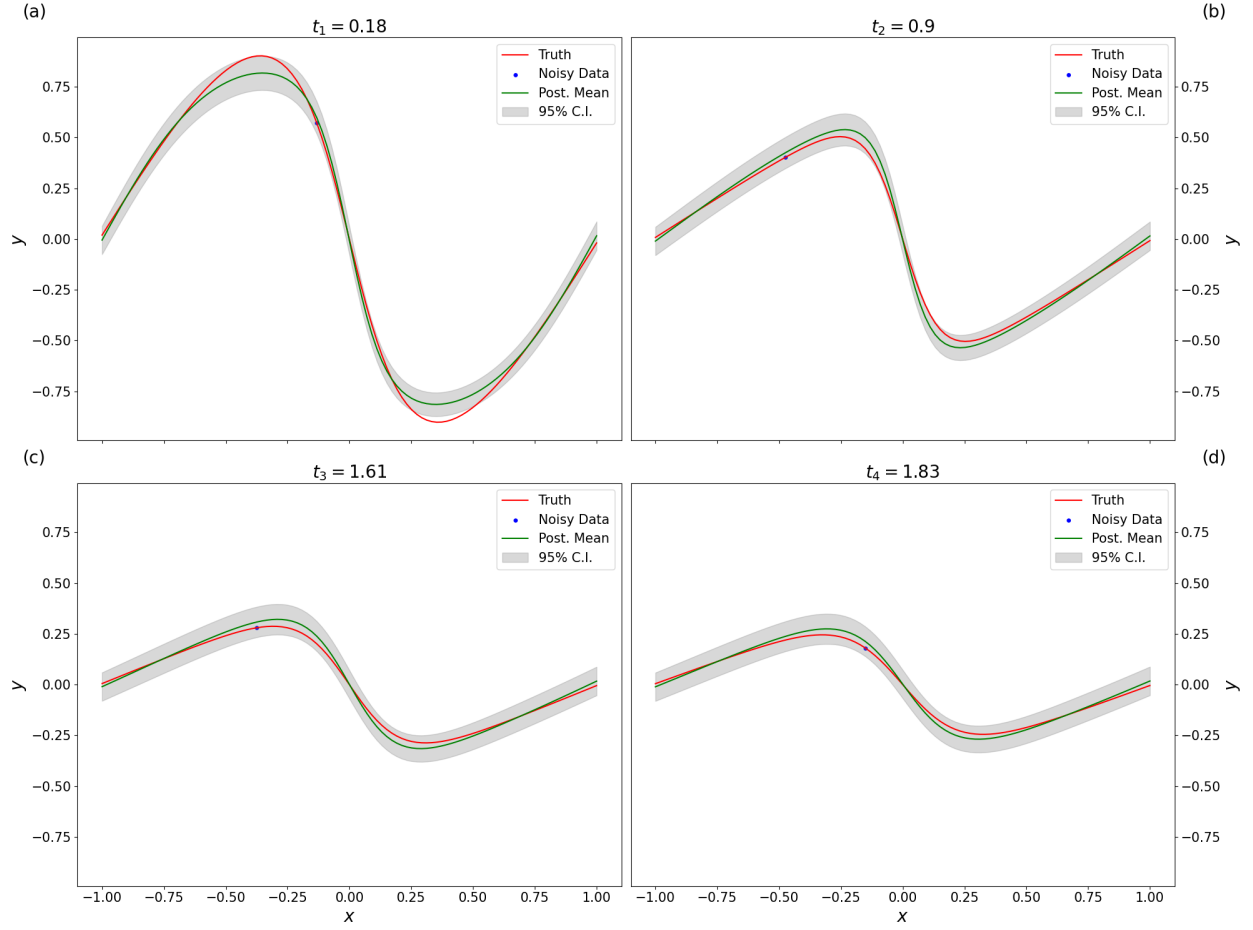 (a)
t₁ = 0.18
Truth
Noisy Data
Post. Mean
95% C.I.
0.75
0.50
0.25
0.00
−0.25
−0.50
−0.75
y
(b)
t₂ = 0.9
Truth
Noisy Data
Post. Mean
95% C.I.
0.75
0.50
0.25
0.00
−0.25
−0.50
−0.75
y
(c)
t₃ = 1.61
Truth
Noisy Data
Post. Mean
95% C.I.
0.75
0.50
0.25
0.00
−0.25
−0.50
−0.75
y
−1.00 −0.75 −0.50 −0.25 0.00 0.25 0.50 0.75 1.00
x
(d)
t₄ = 1.83
Truth
Noisy Data
Post. Mean
95% C.I.
0.75
0.50
0.25
0.00
−0.25
−0.50
−0.75
y
−1.00 −0.75 −0.50 −0.25 0.00 0.25 0.50 0.75 1.00
x